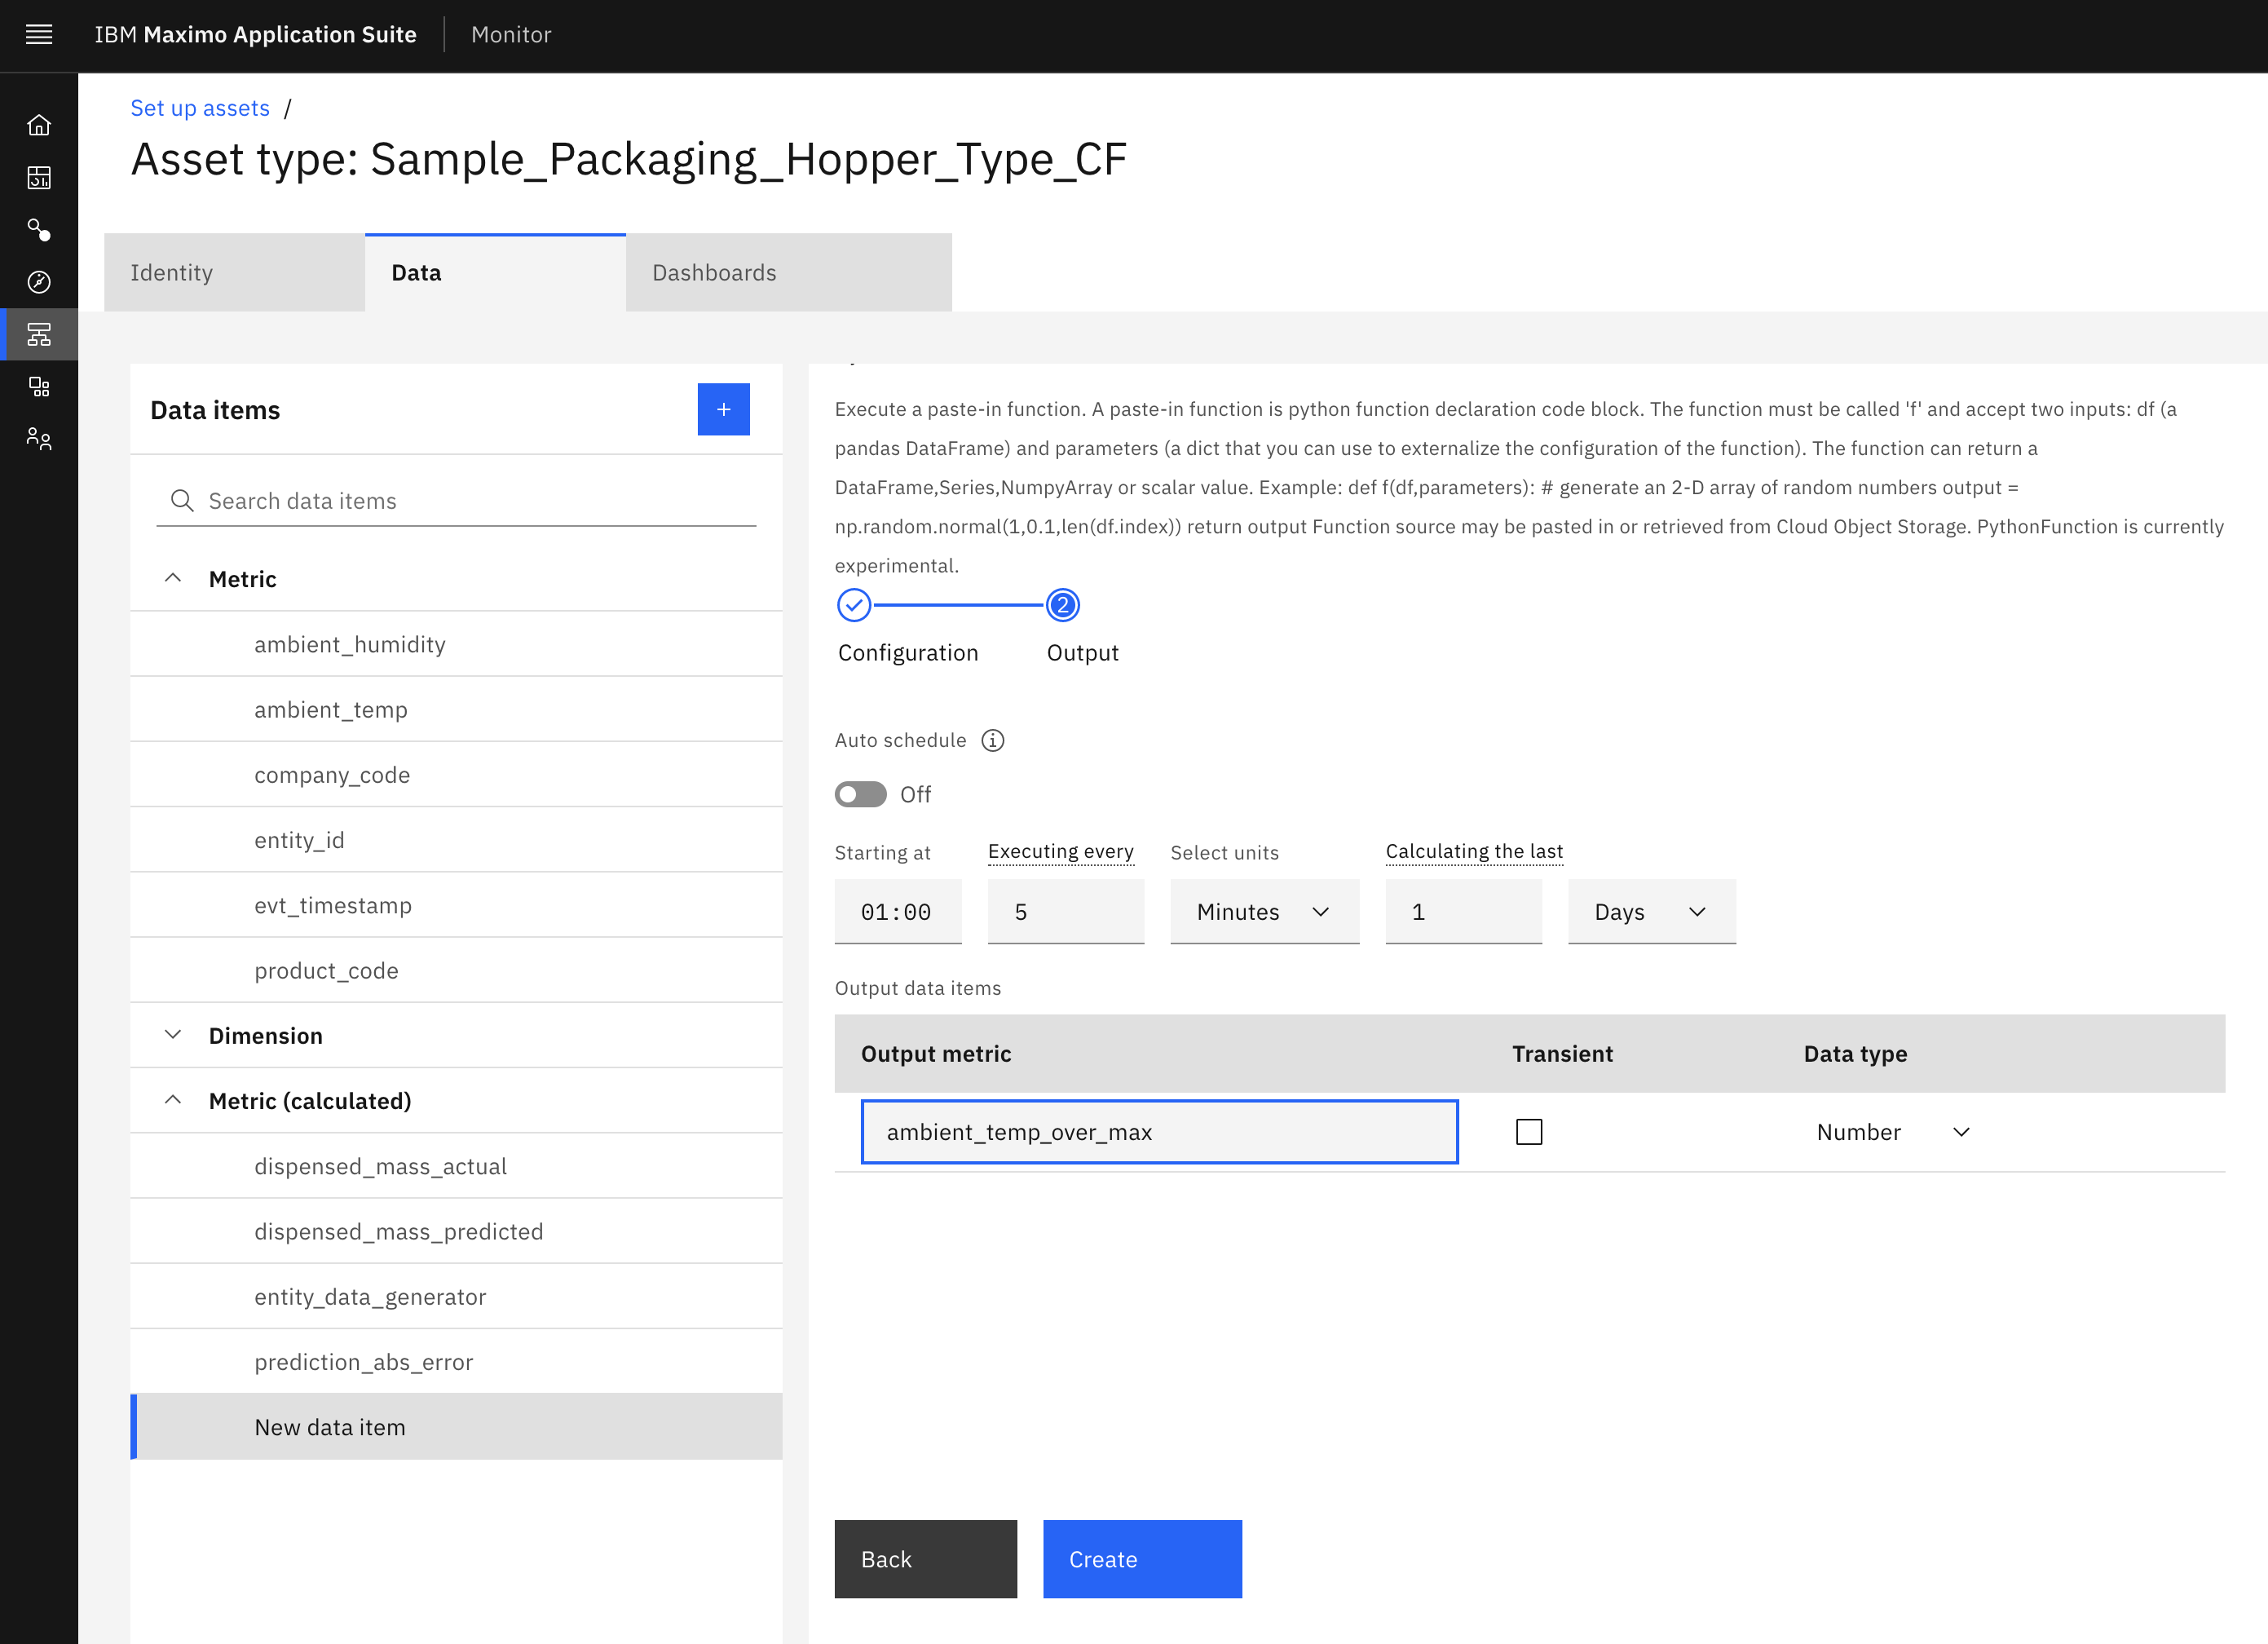 IBM Maximo Application Suite
Monitor
Set up assets /
Asset type: Sample_Packaging_Hopper_Type_CF
Identity
Data
Dashboards
Data items
+
Search data items
Metric
ambient_humidity
ambient_temp
company_code
entity_id
evt_timestamp
product_code
Dimension
Metric (calculated)
dispensed_mass_actual
dispensed_mass_predicted
entity_data_generator
prediction_abs_error
New data item
Execute a paste-in function. A paste-in function is python function declaration code block. The function must be called 'f' and accept two inputs: df (a
pandas DataFrame) and parameters (a dict that you can use to externalize the configuration of the function). The function can return a
DataFrame,Series,NumpyArray or scalar value. Example: def f(df,parameters): # generate an 2-D array of random numbers output =
np.random.normal(1,0.1,len(df.index)) return output Function source may be pasted in or retrieved from Cloud Object Storage. PythonFunction is currently
experimental.
2
Configuration
Output
Auto schedule
Off
Starting at
Executing every
Select units
Calculating the last
01:00
5
Minutes
1
Days
Output data items
Output metric
Transient
Data type
ambient_temp_over_max
Number
Back
Create